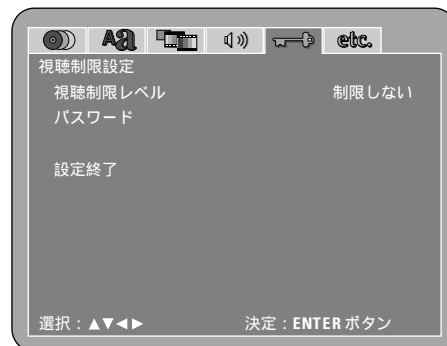 Aa etc.
視聴制限設定
視聴制限レベル 制限しない
パスワード
設定終了
選択：▲▼◀▶ 決定：ENTER ボタン